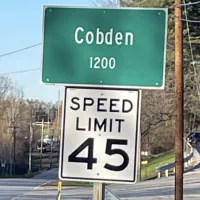 Cobden
1200
SPEED
LIMIT
45